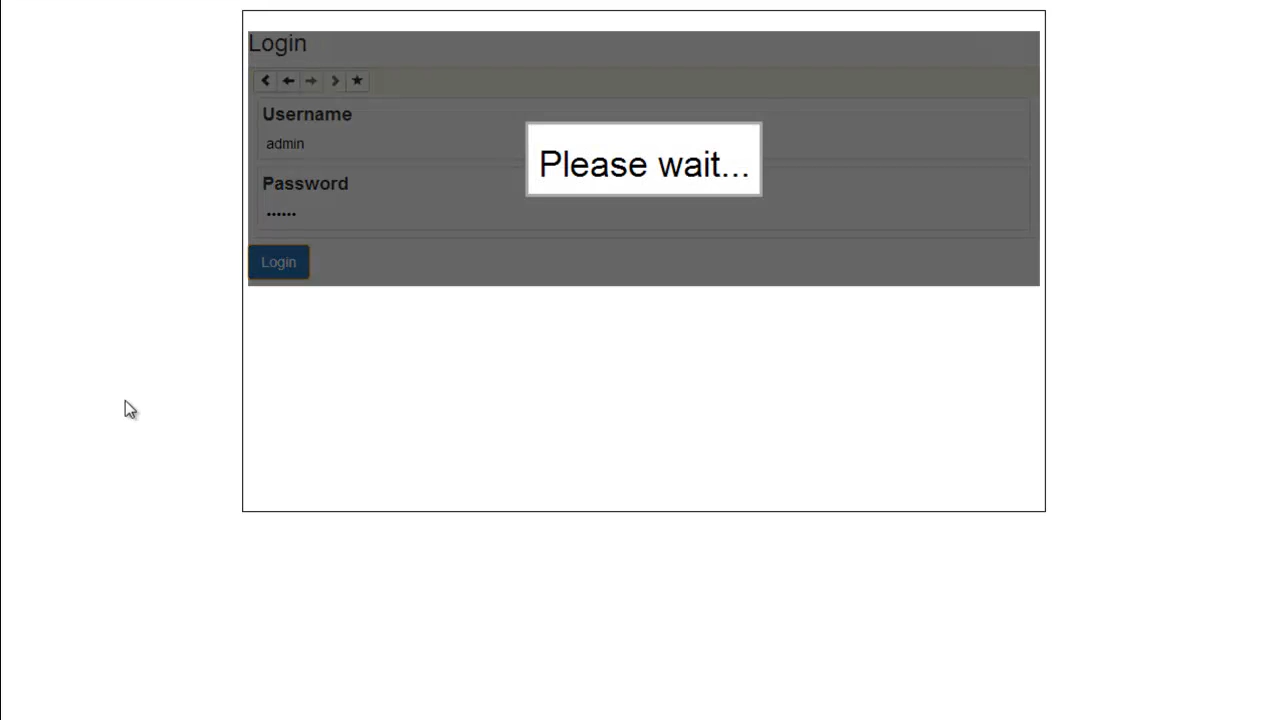 Login
Username
admin
Please wait...
Password
••••••
Login